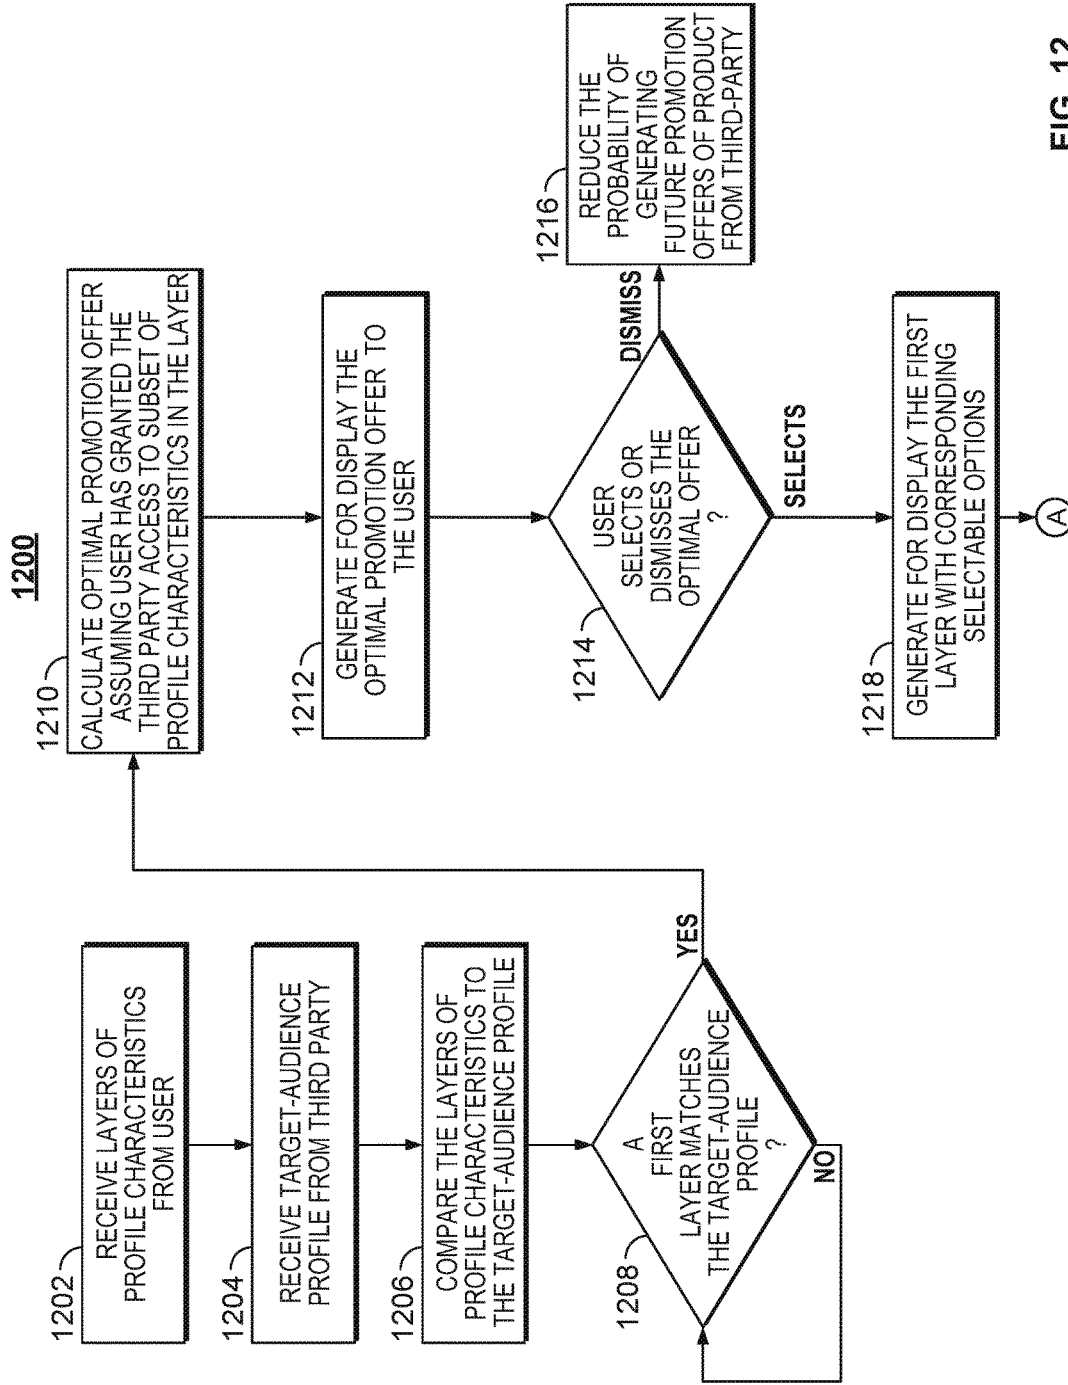 1200
1202
RECEIVE LAYERS OF
PROFILE CHARACTERISTICS
FROM USER
1204
RECEIVE TARGET-AUDIENCE
PROFILE FROM THIRD PARTY
1206
COMPARE THE LAYERS OF
PROFILE CHARACTERISTICS TO
THE TARGET-AUDIENCE PROFILE
1208
A
FIRST
LAYER MATCHES
THE TARGET-AUDIENCE
PROFILE
?
NO
YES
1210
CALCULATE OPTIMAL PROMOTION OFFER
ASSUMING USER HAS GRANTED THE
THIRD PARTY ACCESS TO SUBSET OF
PROFILE CHARACTERISTICS IN THE LAYER
1212
GENERATE FOR DISPLAY THE
OPTIMAL PROMOTION OFFER TO
THE USER
1214
USER
SELECTS OR
DISMISSES THE
OPTIMAL OFFER
?
DISMISS
1216
REDUCE THE
PROBABILITY OF
GENERATING
FUTURE PROMOTION
OFFERS OF PRODUCT
FROM THIRD-PARTY
SELECTS
1218
GENERATE FOR DISPLAY THE FIRST
LAYER WITH CORRESPONDING
SELECTABLE OPTIONS
A
FIG. 12